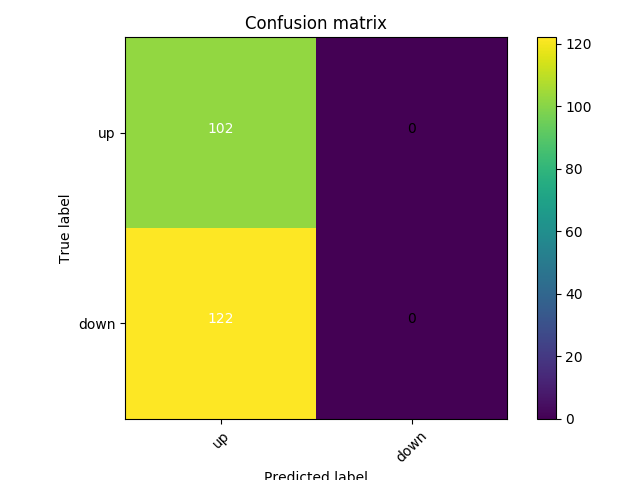 Confusion matrix
True label
up
102
0
down
122
0
up
down
Predicted label
120
100
80
60
40
20
0